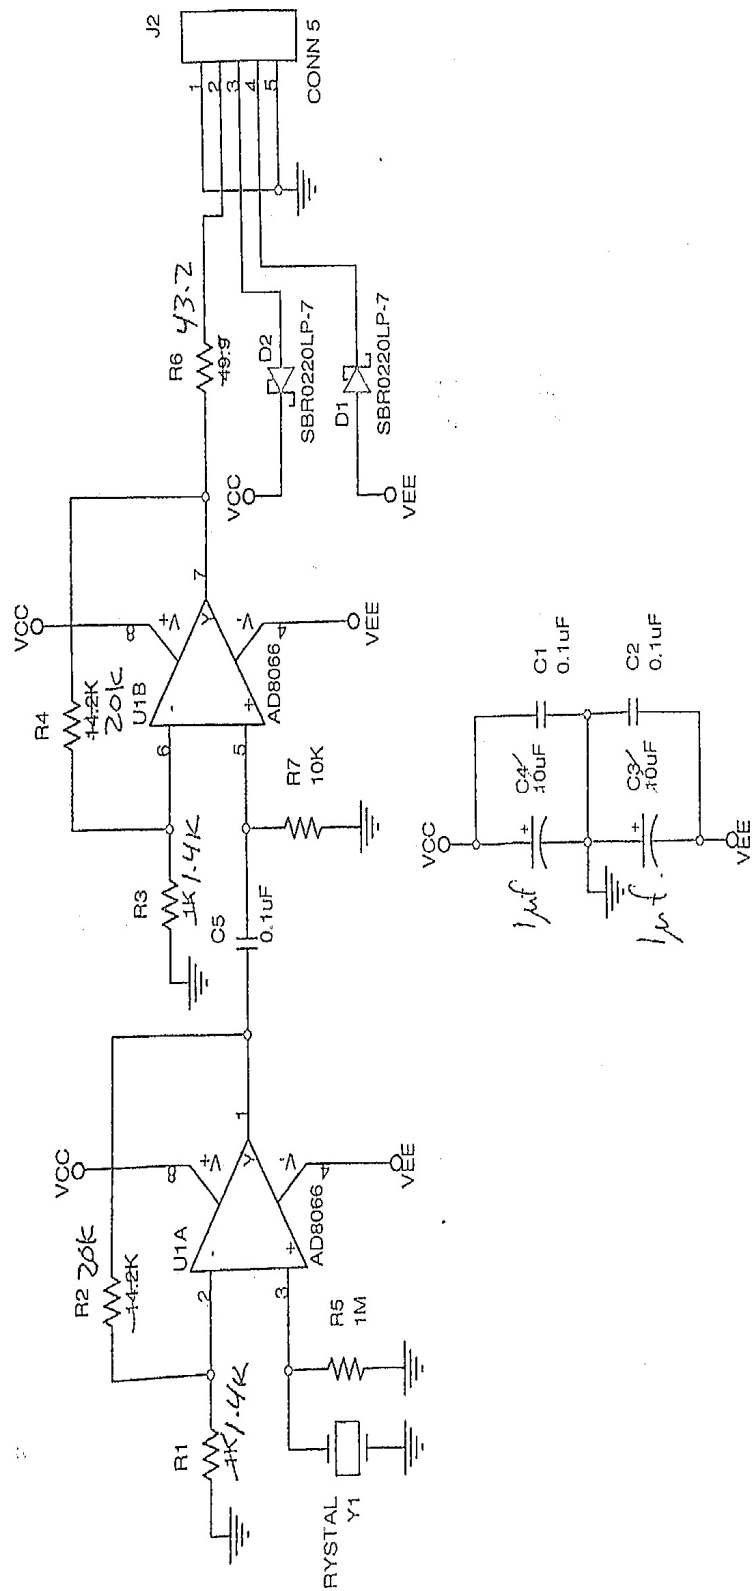 J2
CONN 5
1
2
3
4
5
R6
49.9
43.2
D2
SBR0220LP-7
D1
SBR0220LP-7
VCC
VEE
VCC
8
V+
7
Y
V-
4
VEE
U1B
AD8066
-
+
6
5
R4
14.2K
20K
R7
10K
R3
1K 1.4K
C5
0.1uF
VCC
8
V+
1
Y
V-
4
VEE
U1A
AD8066
-
+
2
3
R2 20K
14.2K
R5
1M
R1
1K 1.4K
RYSTAL
Y1
VCC
C4
10uF
1µf
+
C1
0.1uF
C3
10uF
1µf.
+
C2
0.1uF
VEE